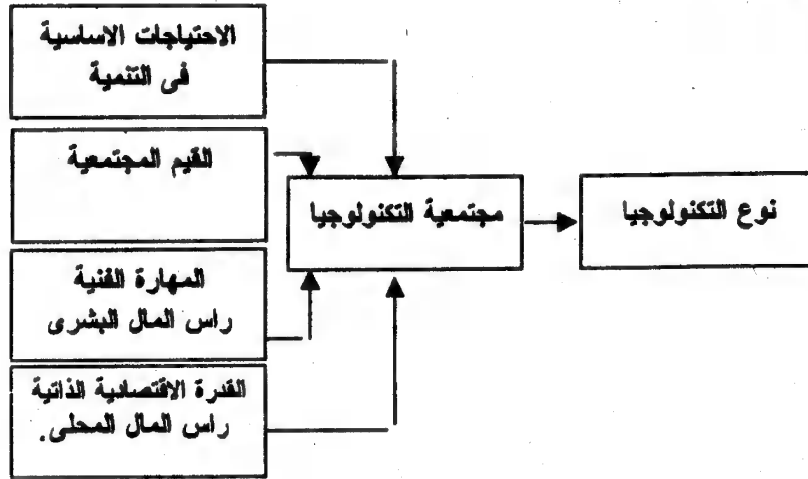 الاحتياجات الاساسية
فى التنمية
القيم المجتمعية
المهارة الفنية
راس المال البشرى
القدرة الاقتصادية الذاتية
راس المال المحلى.
مجتمعية التكنولوجيا
نوع التكنولوجيا